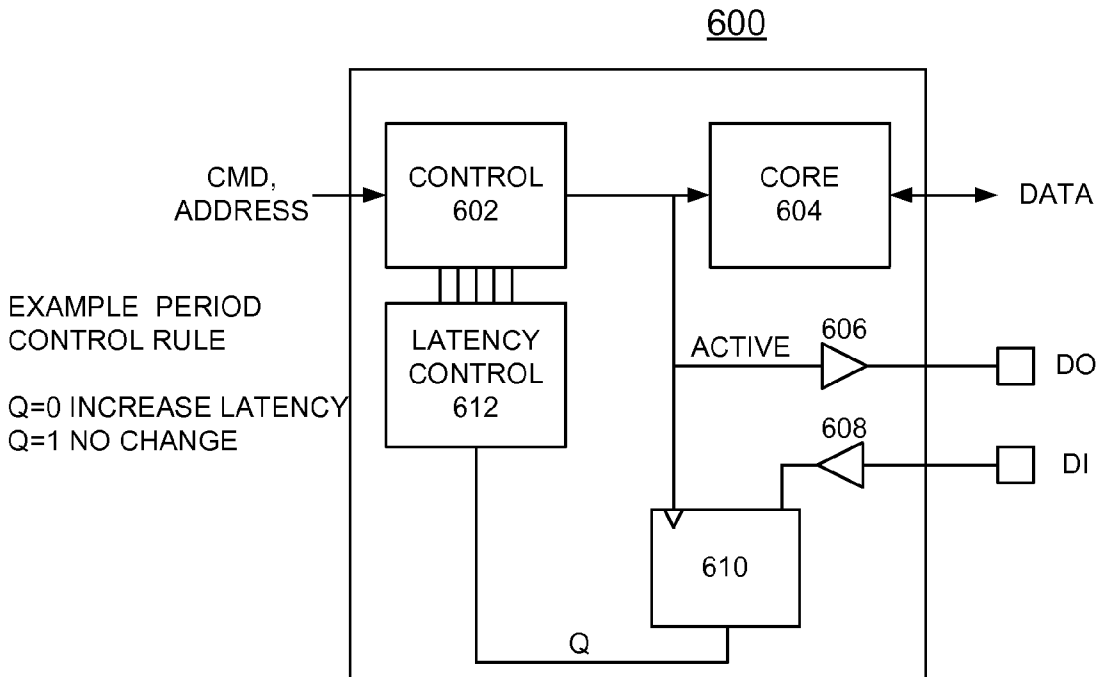 600
CONTROL
602
CORE
604
CMD,
ADDRESS
DATA
EXAMPLE PERIOD
CONTROL RULE
Q=0 INCREASE LATENCY
Q=1 NO CHANGE
LATENCY
CONTROL
612
ACTIVE
606
DO
608
DI
610
Q